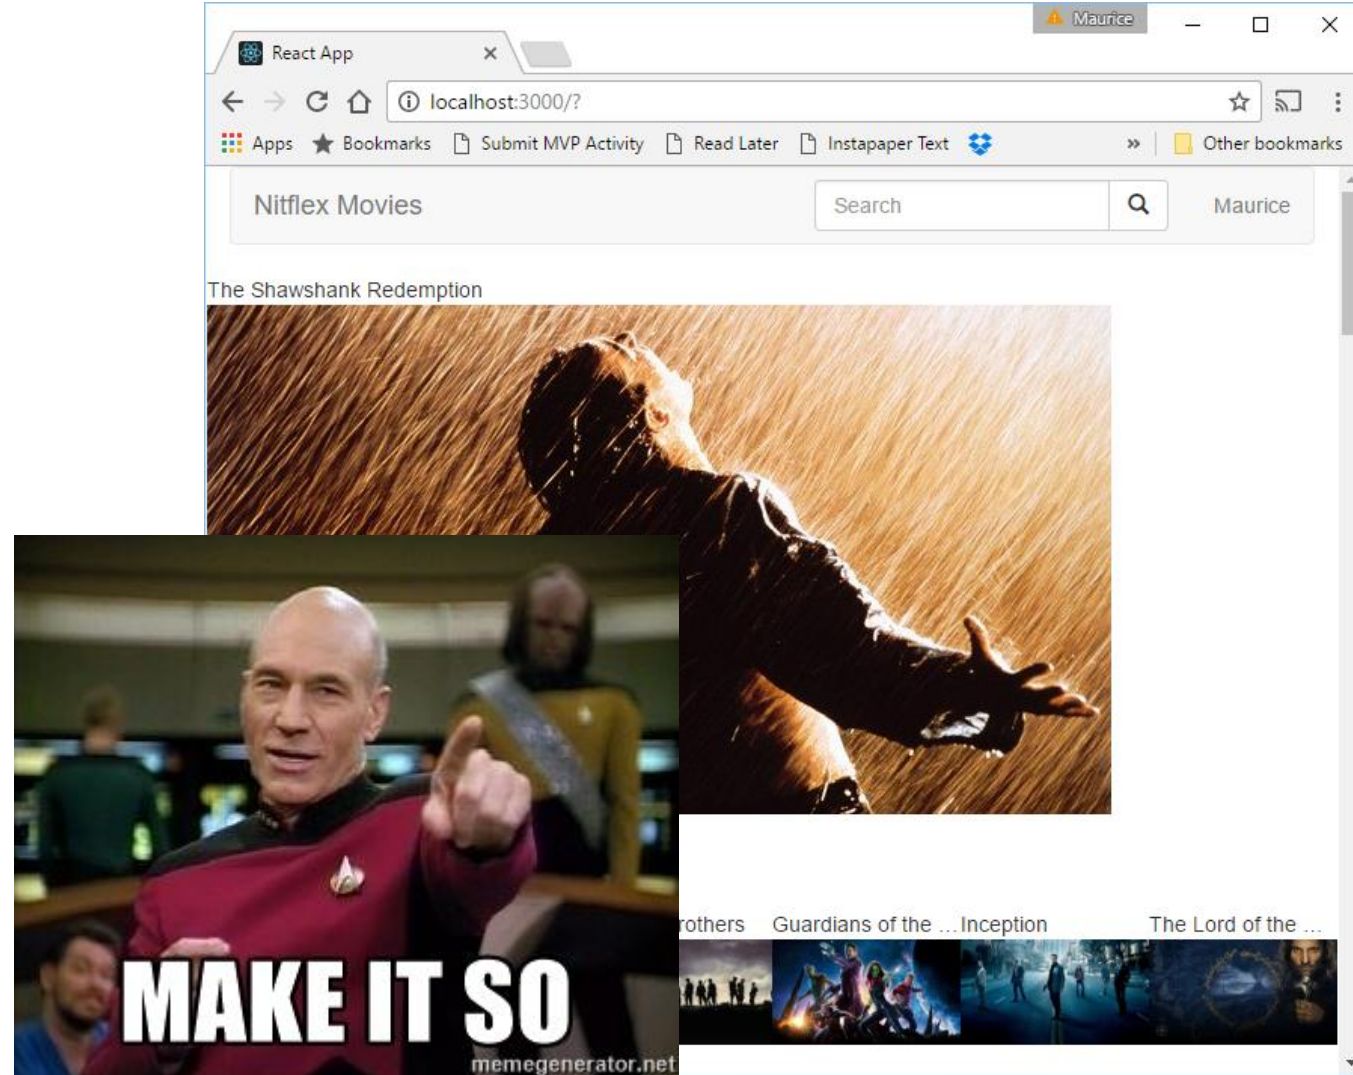 Maurice
React App
localhost:3000/?
Apps Bookmarks Submit MVP Activity Read Later Instapaper Text » Other bookmarks
Nitflex Movies Search Maurice
The Shawshank Redemption
rothers Guardians of the ... Inception The Lord of the ...
MAKE IT SO
memegenerator.net